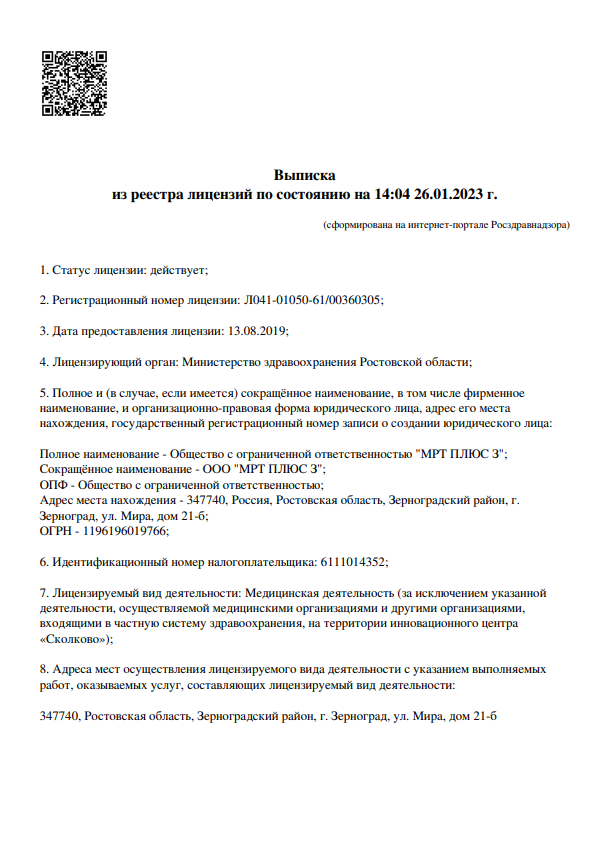 Выписка
из реестра лицензий по состоянию на 14:04 26.01.2023 г.
(сформирована на интернет-портале Росздравнадзора)
1. Статус лицензии: действует;
2. Регистрационный номер лицензии: Л041-01050-61/00360305;
3. Дата предоставления лицензии: 13.08.2019;
4. Лицензирующий орган: Министерство здравоохранения Ростовской области;
5. Полное и (в случае, если имеется) сокращённое наименование, в том числе фирменное
наименование, и организационно-правовая форма юридического лица, адрес его места
нахождения, государственный регистрационный номер записи о создании юридического лица:
Полное наименование - Общество с ограниченной ответственностью "МРТ ПЛЮС З";
Сокращённое наименование - ООО "МРТ ПЛЮС З";
ОПФ - Общество с ограниченной ответственностью;
Адрес места нахождения - 347740, Россия, Ростовская область, Зерноградский район, г.
Зерноград, ул. Мира, дом 21-б;
ОГРН - 1196196019766;
6. Идентификационный номер налогоплательщика: 6111014352;
7. Лицензируемый вид деятельности: Медицинская деятельность (за исключением указанной
деятельности, осуществляемой медицинскими организациями и другими организациями,
входящими в частную систему здравоохранения, на территории инновационного центра
«Сколково»);
8. Адреса мест осуществления лицензируемого вида деятельности с указанием выполняемых
работ, оказываемых услуг, составляющих лицензируемый вид деятельности:
347740, Ростовская область, Зерноградский район, г. Зерноград, ул. Мира, дом 21-б